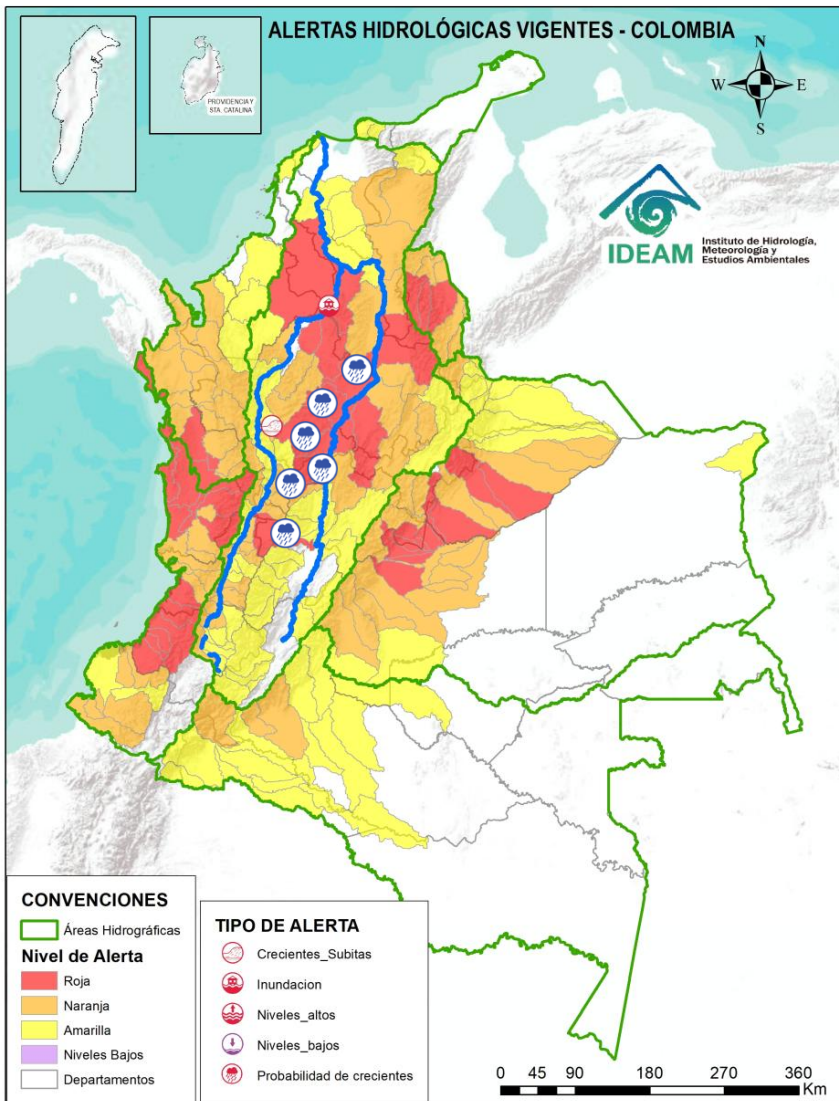 ALERTAS HIDROLÓGICAS VIGENTES - COLOMBIA
PROVIDENCIA Y
STA. CATALINA
N
W
E
S
IDEAM
Instituto de Hidrología,
Meteorología y
Estudios Ambientales
CONVENCIONES
Áreas Hidrográficas
Nivel de Alerta
Roja
Naranja
Amarilla
Niveles Bajos
Departamentos
TIPO DE ALERTA
Crecientes_Subitas
Inundacion
Niveles_altos
Niveles_bajos
Probabilidad de crecientes
0 45 90 180 270 360
Km